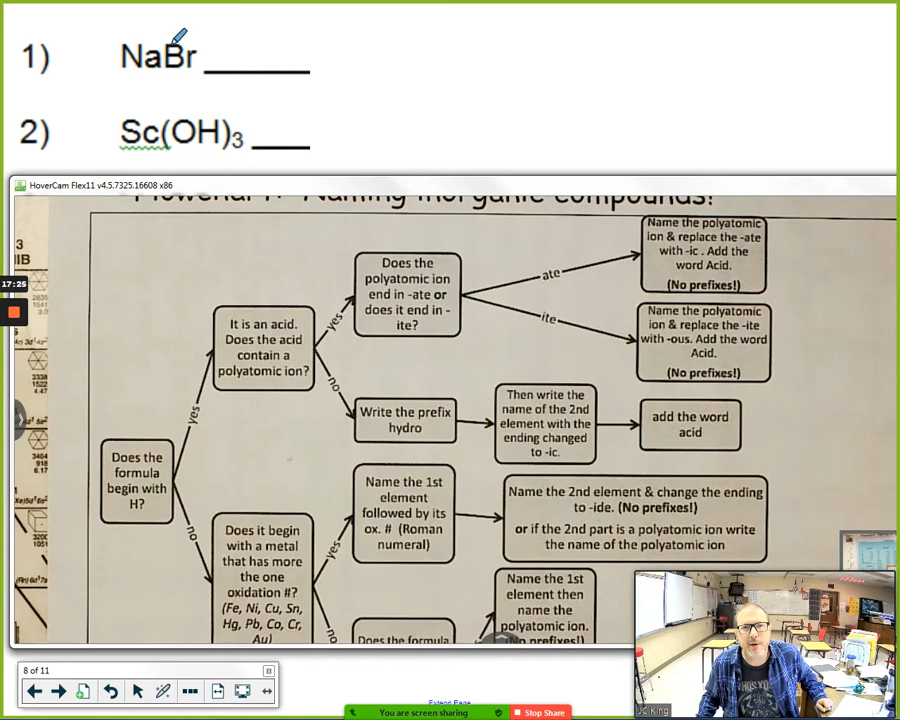 1) NaBr ______
2) Sc(OH)₃ ____
HoverCam Flex11 v4.5.7325.16608 x86
Naming Inorganic compounds!
3
IIB
17:25
Does the
formula
begin with
H?
yes
no
It is an acid.
Does the acid
contain a
polyatomic ion?
yes
no
Does the
polyatomic ion
end in -ate or
does it end in -
ite?
ate
ite
Name the polyatomic
ion & replace the -ate
with -ic . Add the
word Acid.
(No prefixes!)
Name the polyatomic
ion & replace the -ite
with -ous. Add the word
Acid.
(No prefixes!)
Write the prefix
hydro
Then write the
name of the 2nd
element with the
ending changed
to -ic.
add the word
acid
Does it begin
with a metal
that has more
the one
oxidation #?
(Fe, Ni, Cu, Sn,
Hg, Pb, Co, Cr,
Au)
yes
no
Name the 1st
element
followed by its
ox. # (Roman
numeral)
Name the 2nd element & change the ending
to -ide. (No prefixes!)
or if the 2nd part is a polyatomic ion write
the name of the polyatomic ion
Does the formula
Name the 1st
element then
name the
polyatomic ion.
8 of 11
Extend Page
You are screen sharing
Stop Share
JC King